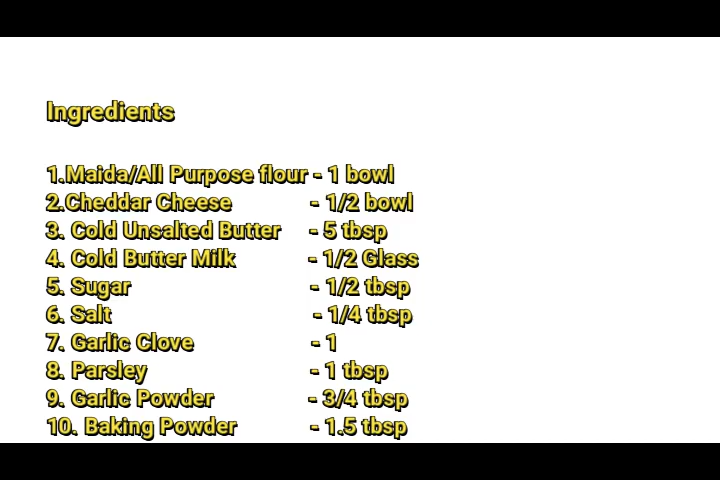 Ingredients
1.Maida/All Purpose flour - 1 bowl
2.Cheddar Cheese - 1/2 bowl
3. Cold Unsalted Butter - 5 tbsp
4. Cold Butter Milk - 1/2 Glass
5. Sugar - 1/2 tbsp
6. Salt - 1/4 tbsp
7. Garlic Clove - 1
8. Parsley - 1 tbsp
9. Garlic Powder - 3/4 tbsp
10. Baking Powder - 1.5 tbsp